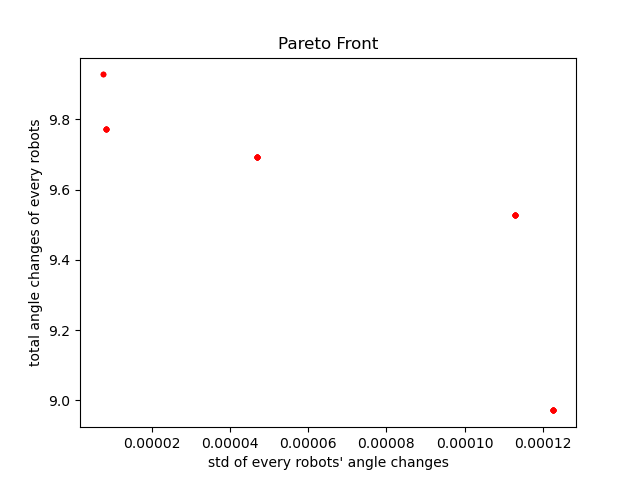 Pareto Front
total angle changes of every robots
9.8
9.6
9.4
9.2
9.0
0.00002 0.00004 0.00006 0.00008 0.00010 0.00012
std of every robots' angle changes